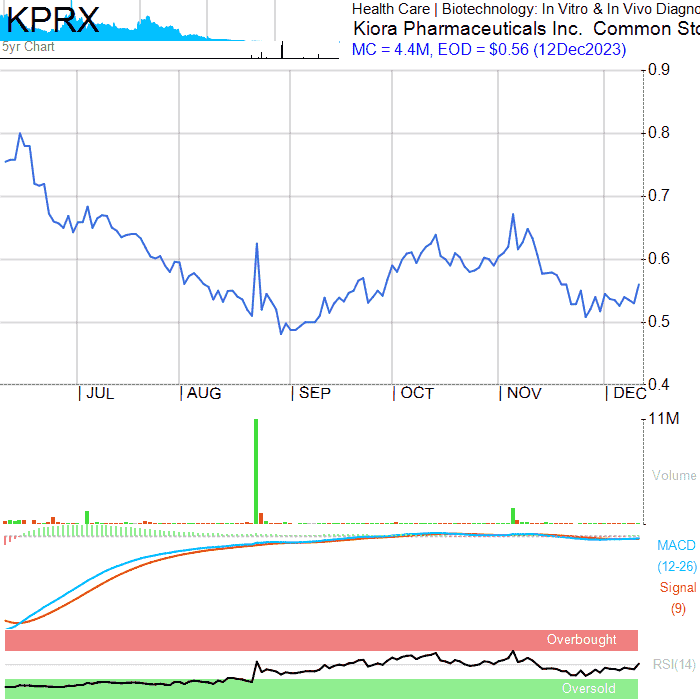 KPRX
Health Care | Biotechnology: In Vitro & In Vivo Diagno
Kiora Pharmaceuticals Inc. Common Sto
5yr Chart
MC = 4.4M, EOD = $0.56 (12Dec2023)
0.9
0.8
0.7
0.6
0.5
0.4
| JUL | AUG | SEP | OCT | NOV | DEC
11M
Volume
MACD
(12-26)
Signal
(9)
Overbought
RSI(14)
Oversold